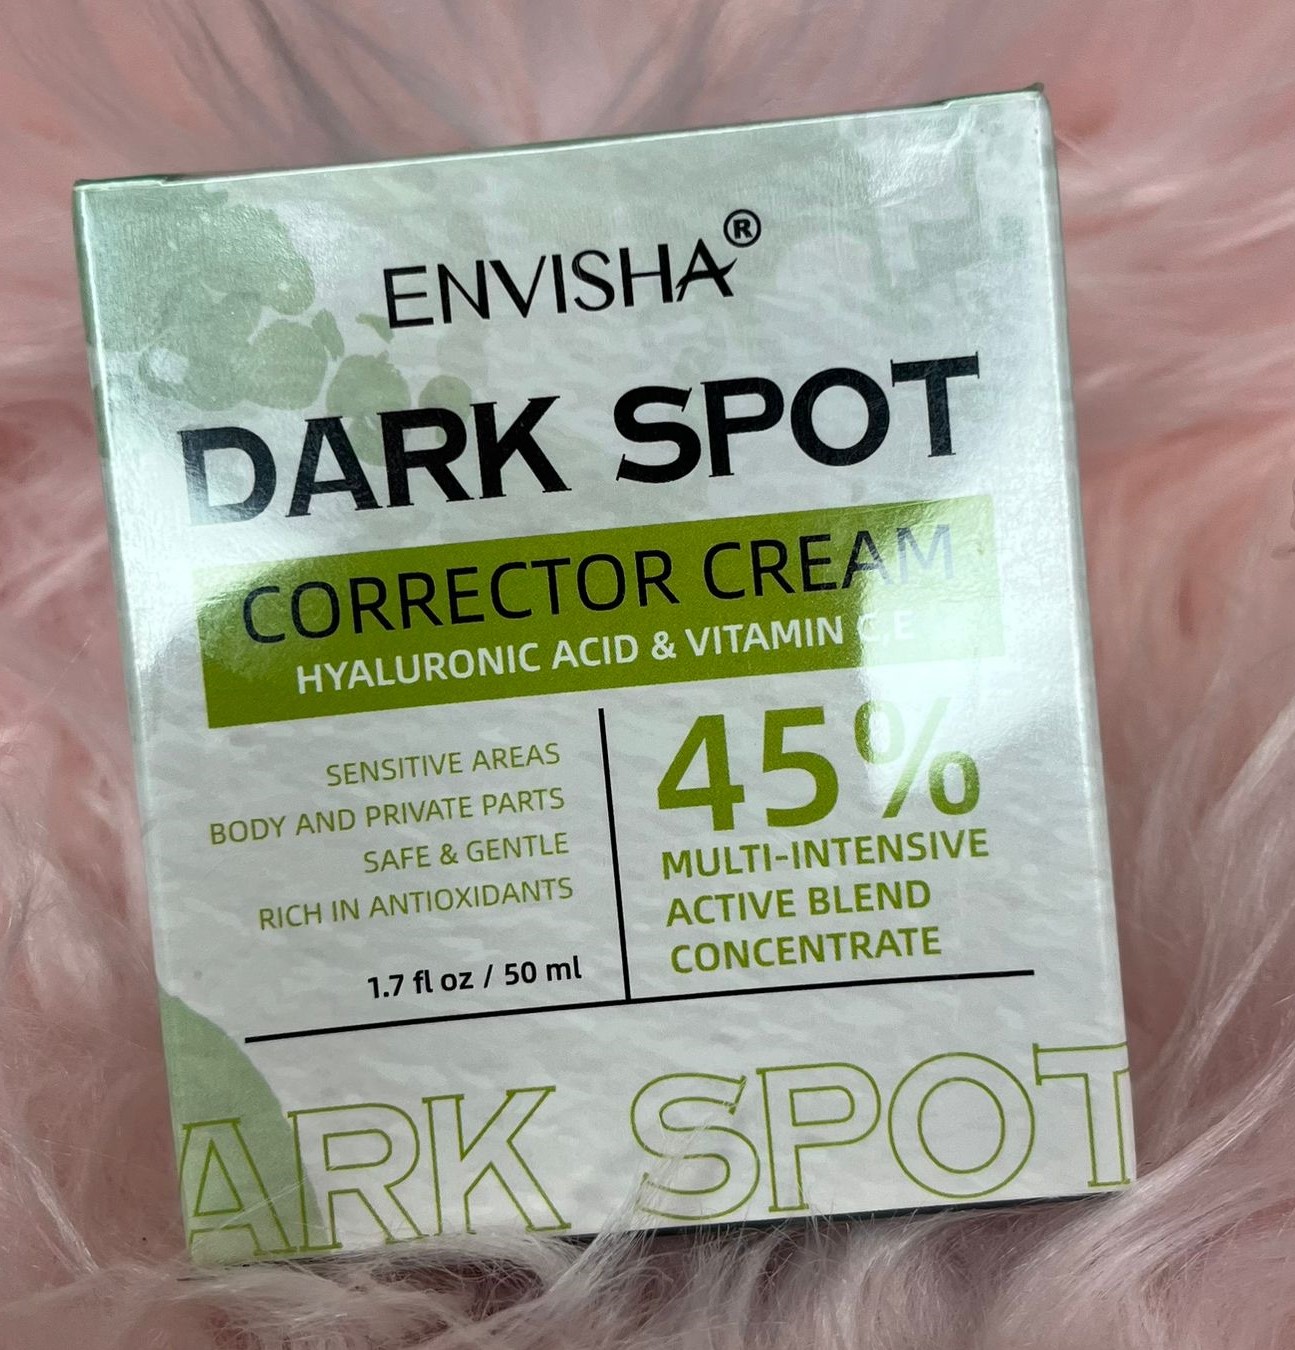 ENVISHA®
DARK SPOT
CORRECTOR CREAM
HYALURONIC ACID & VITAMIN C,E
SENSITIVE AREAS
BODY AND PRIVATE PARTS
SAFE & GENTLE
RICH IN ANTIOXIDANTS
1.7 fl oz / 50 ml
45%
MULTI-INTENSIVE
ACTIVE BLEND
CONCENTRATE
ARK SPOT